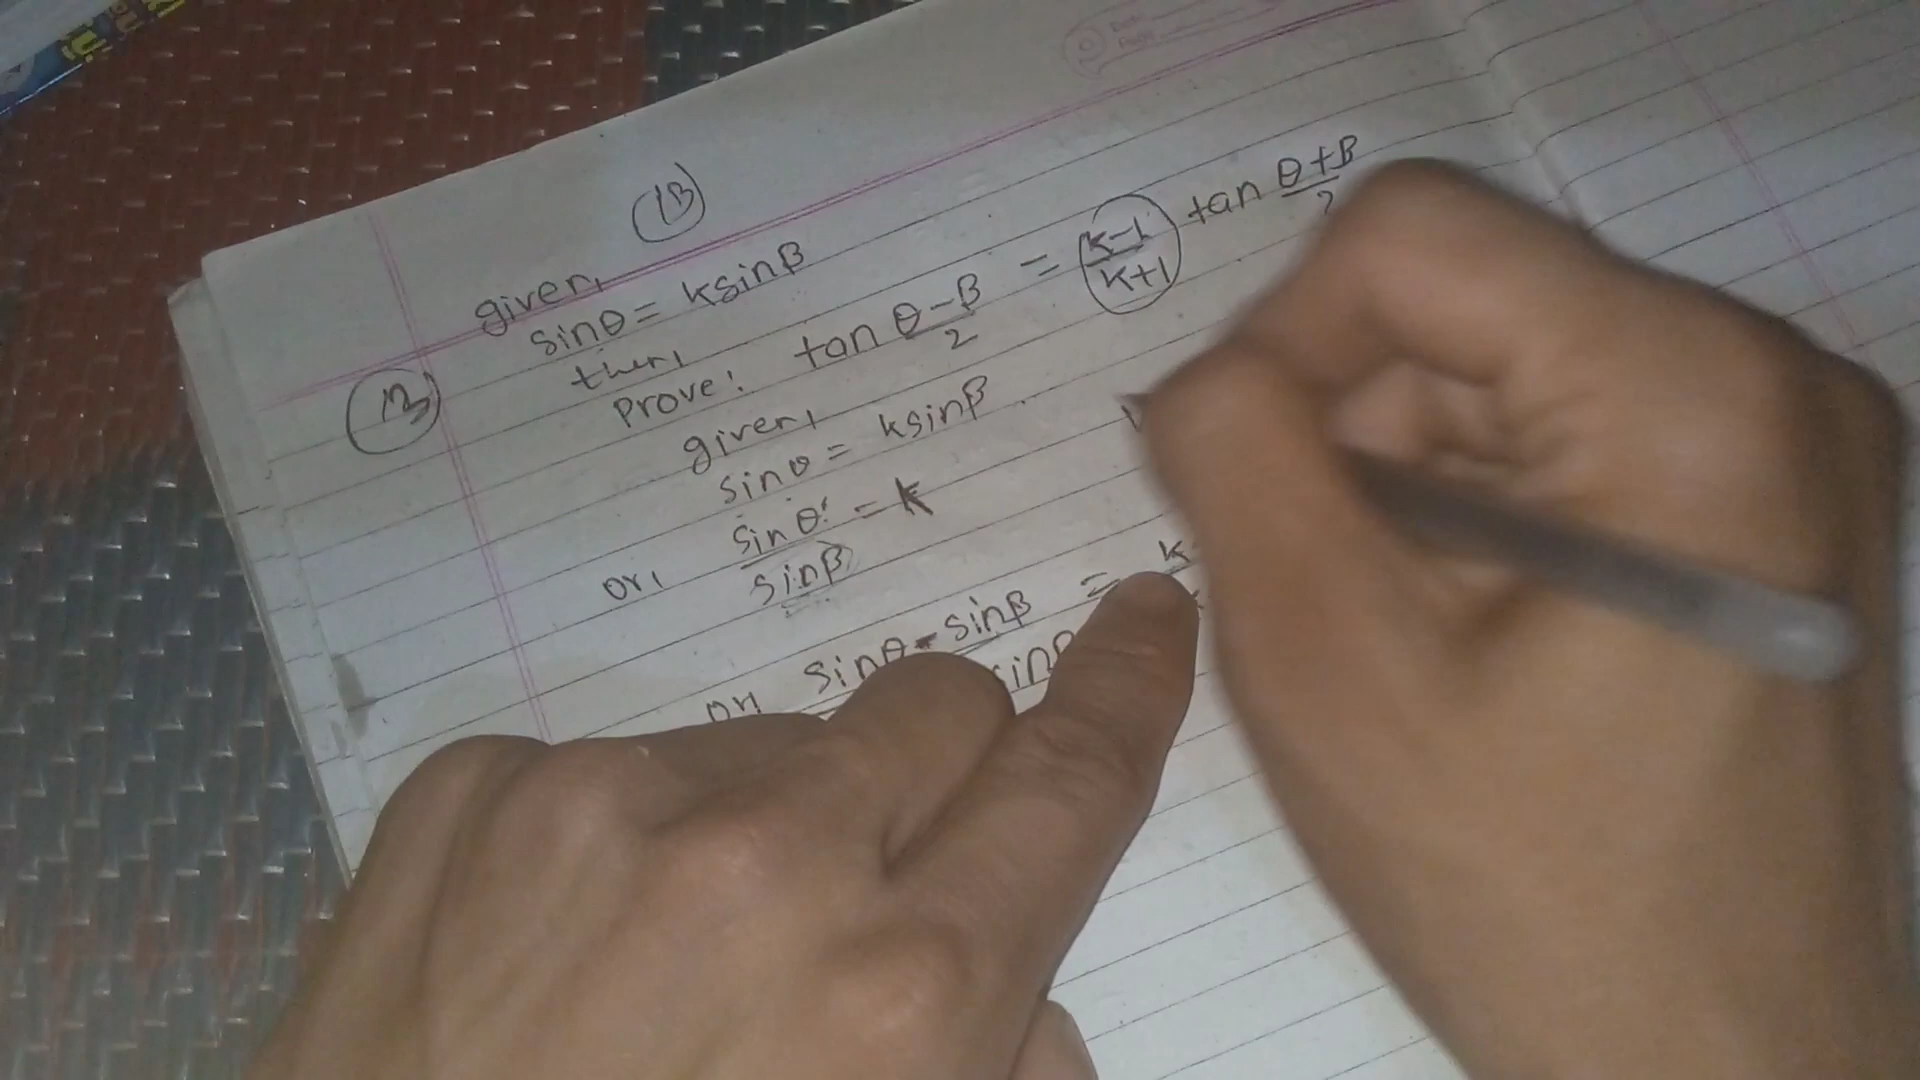 13
given,
sinθ = ksinβ
then,
13
Prove: tan θ-β/2 = k-1/k+1 tan θ+β/2
given,
sinθ = ksinβ
or, sinθ/sinβ = k
or, sinθ - sinβ = k